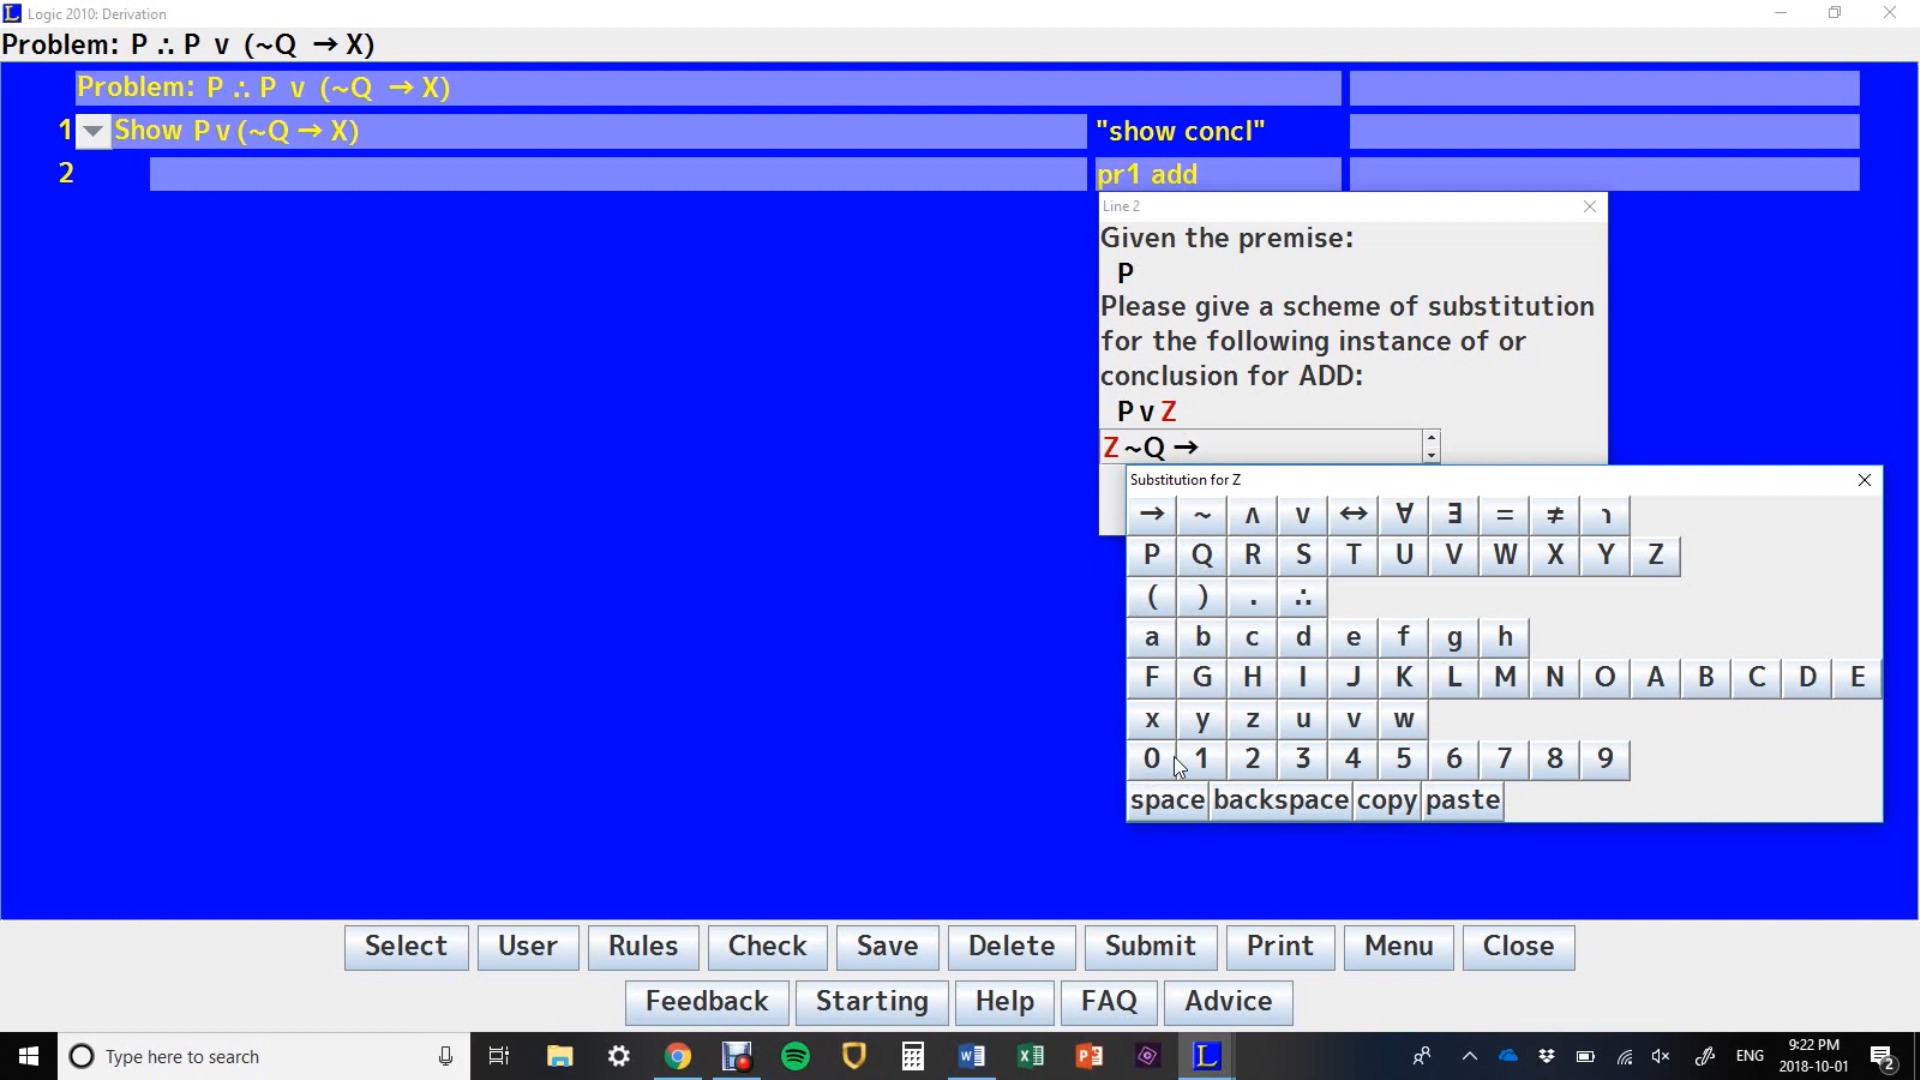 Logic 2010: Derivation
Problem: P ∴ P v (~Q → X)
Problem: P ∴ P v (~Q → X)
1 Show P v (~Q → X) "show concl"
2 pr1 add
Line 2
Given the premise:
P
Please give a scheme of substitution
for the following instance of or
conclusion for ADD:
P v Z
Z ~Q →
Substitution for Z
→ ~ ∧ ∨ ↔ ∀ ∃ = ≠ ɿ
P Q R S T U V W X Y Z
( ) . ∴
a b c d e f g h
F G H I J K L M N O A B C D E
x y z u v w
0 1 2 3 4 5 6 7 8 9
space backspace copy paste
Select User Rules Check Save Delete Submit Print Menu Close
Feedback Starting Help FAQ Advice
Type here to search
ENG
9:22 PM
2018-10-01
2